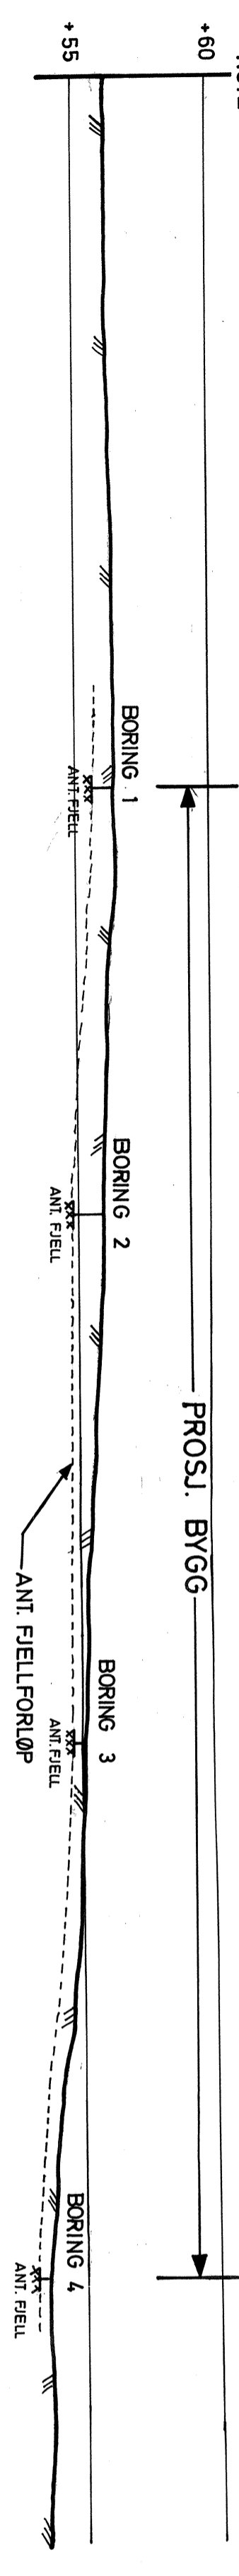 +60
+55
BORING 1
ANT. FJELL
PROSJ. BYGG
BORING 2
ANT. FJELL
ANT. FJELLFORLØP
BORING 3
ANT. FJELL
BORING 4
ANT. FJELL